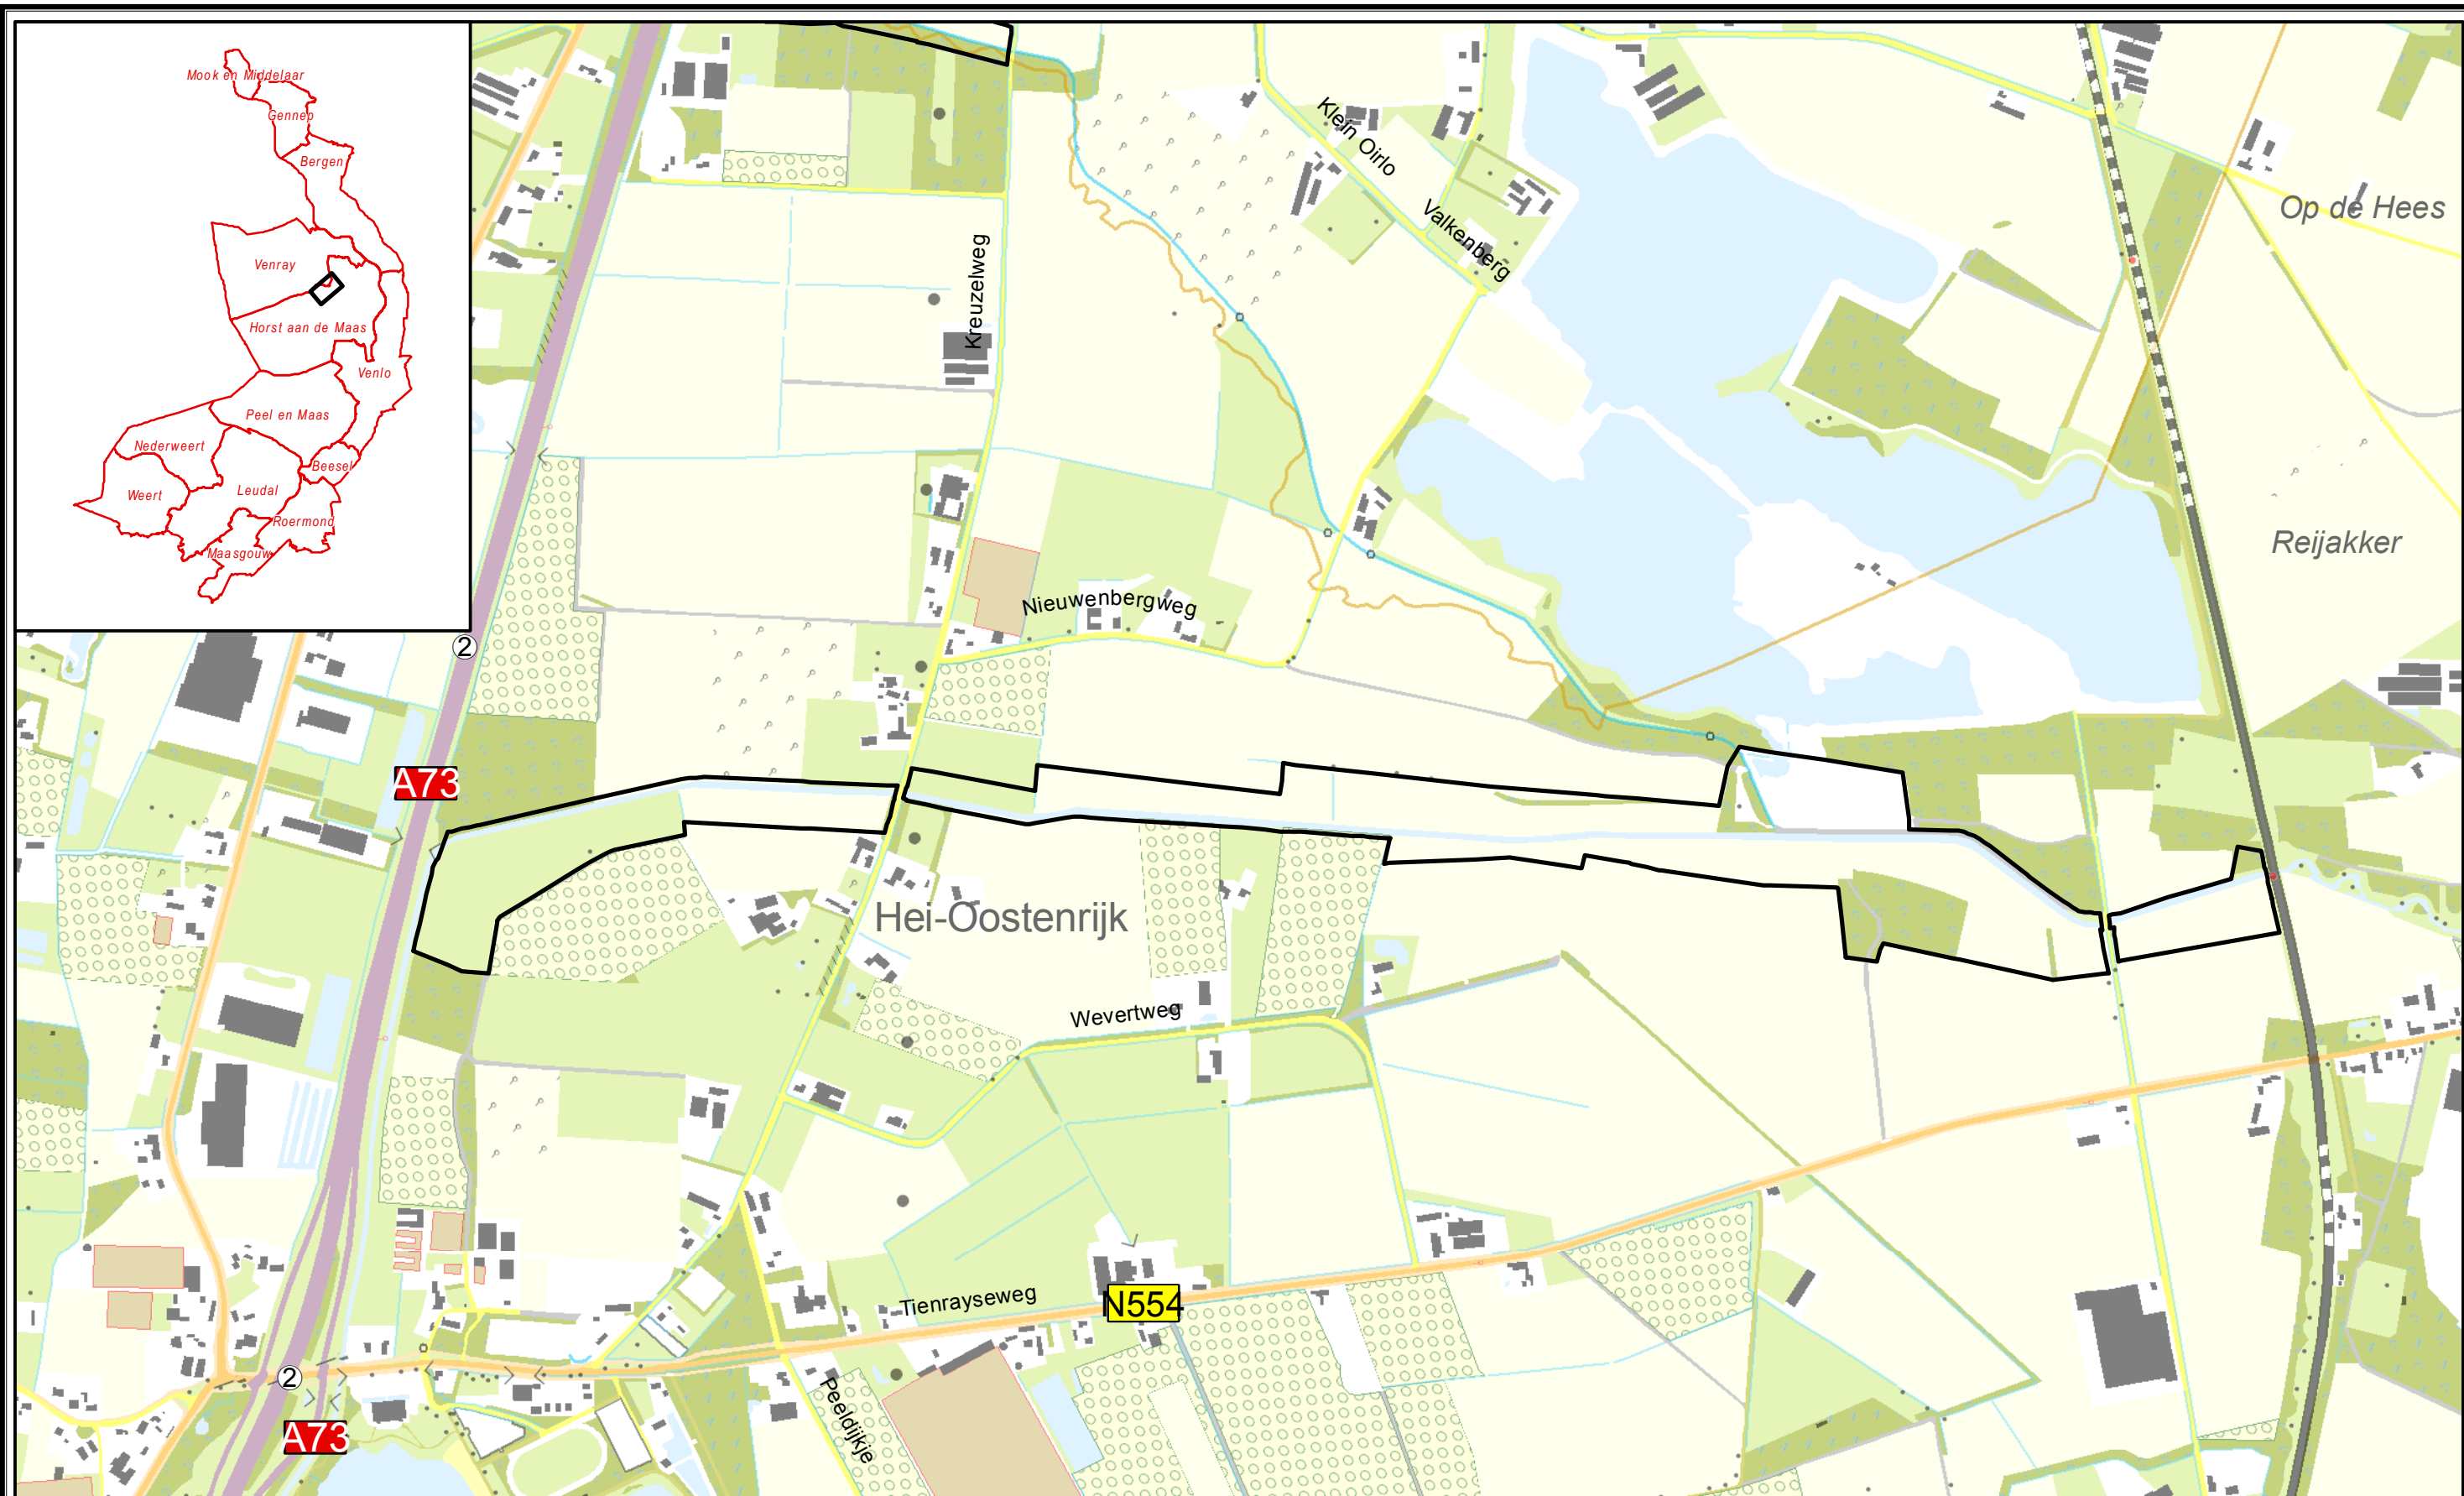 Mook en Middelaar
Gennep
Bergen
Venray
Horst aan de Maas
Venlo
Peel en Maas
Nederweert
Beesel
Weert
Leudal
Roermond
Maasgouw
Klein Oirlo
Valkenberg
Op de Hees
Kreuzelweg
Reijakker
Nieuwenbergweg
2
A73
Hei-Oostenrijk
Wevertweg
Tienrayseweg
N554
2
Peeldijkje
A73